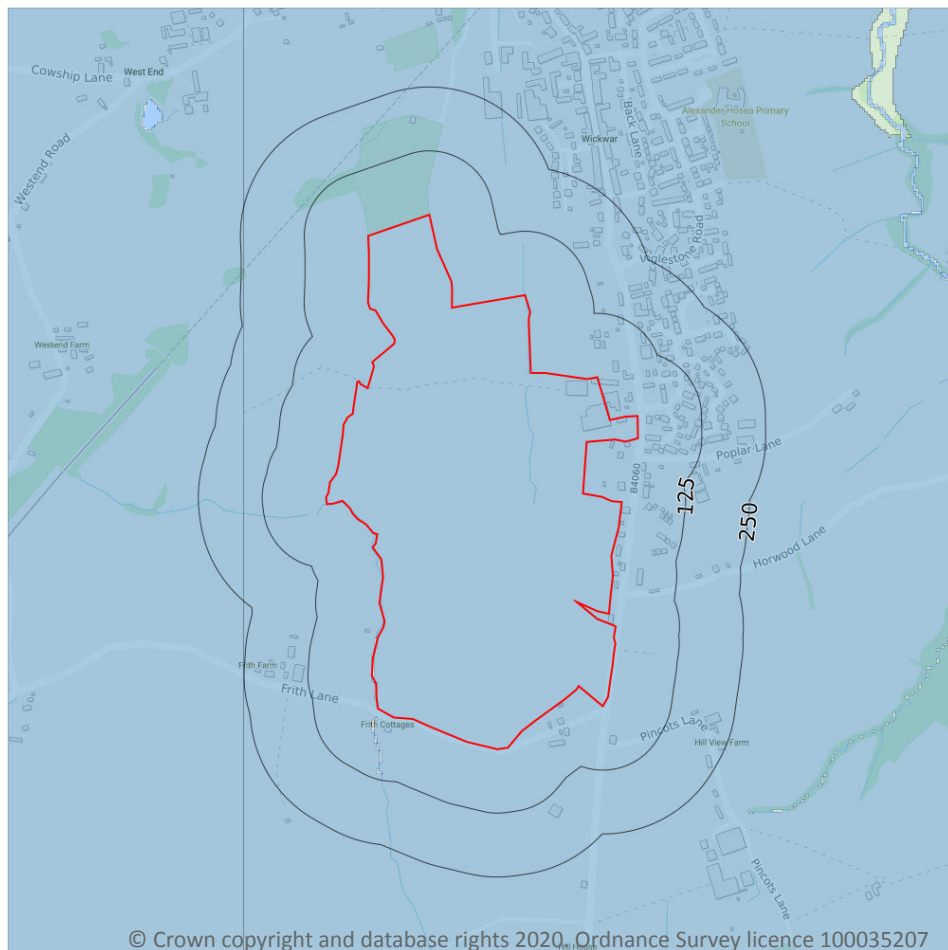 Cowship Lane
West End
Westend Road
Back Lane
Alexander Hosea Primary
School
Wickwar
Inglestone Road
Westend Farm
B4060
Poplar Lane
125
250
Horwood Lane
Frith Farm
Frith Lane
Frith Cottages
Pincots Lane
Hill View Farm
Pincots Lane
© Crown copyright and database rights 2020. Ordnance Survey licence 100035207